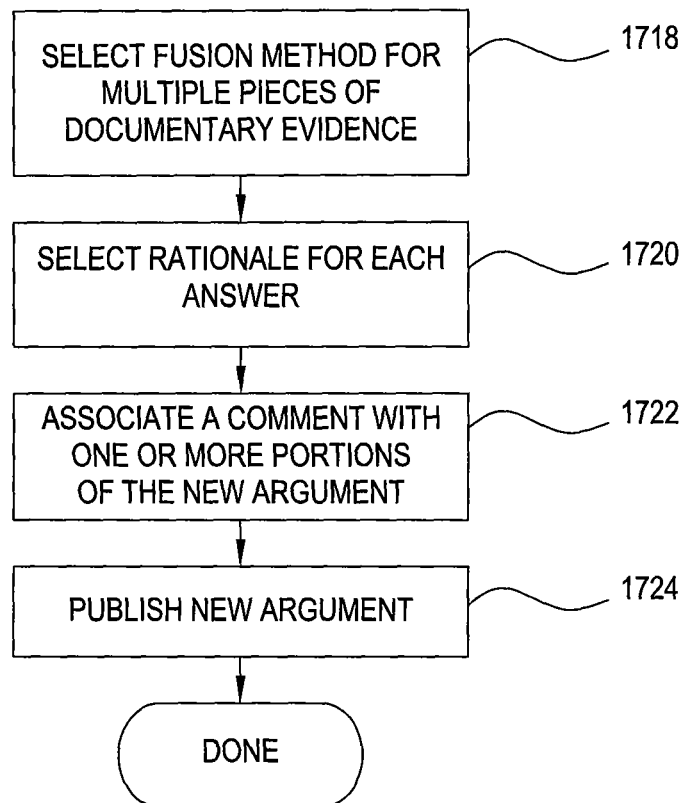 SELECT FUSION METHOD FOR
MULTIPLE PIECES OF
DOCUMENTARY EVIDENCE
1718
SELECT RATIONALE FOR EACH
ANSWER
1720
ASSOCIATE A COMMENT WITH
ONE OR MORE PORTIONS
OF THE NEW ARGUMENT
1722
PUBLISH NEW ARGUMENT
1724
DONE